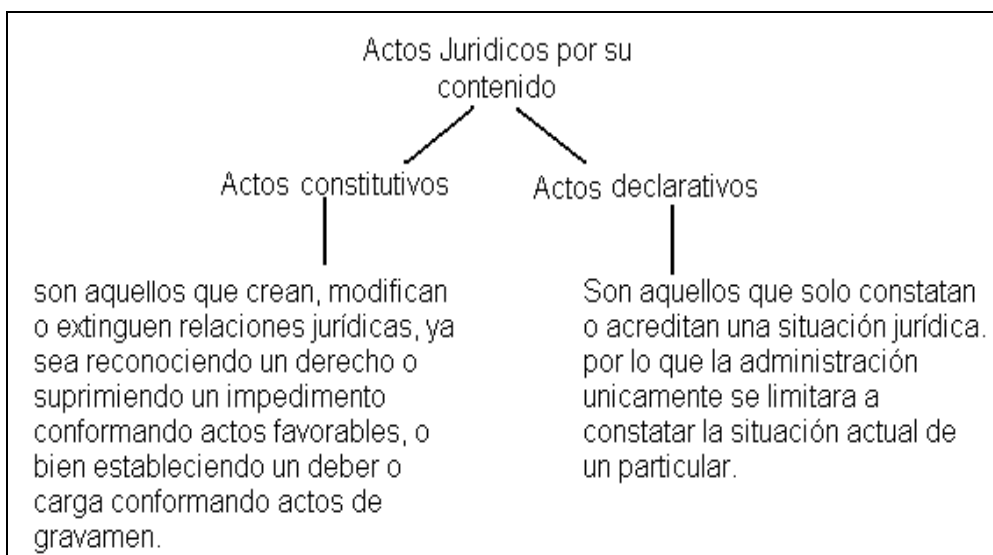 Actos Juridicos por su
contenido
Actos constitutivos
Actos declarativos
son aquellos que crean, modifican
o extinguen relaciones jurídicas, ya
sea reconociendo un derecho o
suprimiendo un impedimento
conformando actos favorables, o
bien estableciendo un deber o
carga conformando actos de
gravamen.
Son aquellos que solo constatan
o acreditan una situación jurídica.
por lo que la administración
unicamente se limitara a
constatar la situación actual de
un particular.